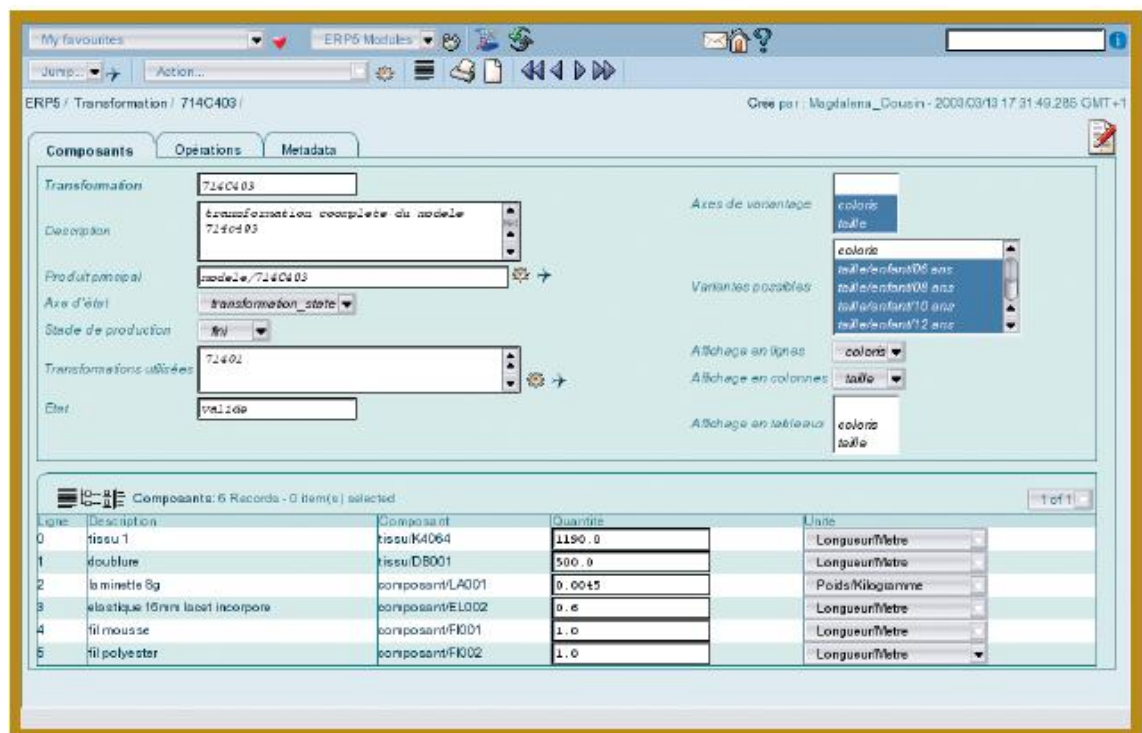 My favourites
ERP5 Modules
Jump...
Action...
ERP5 / Transformation / 714C403 /
Créé par : Magdalena_Dousin - 2003/03/13 17:31:49.285 GMT+1
Composants
Opérations
Metadata
Transformation
714C403
Description
transformation complete du modele
714c403
Produit principal
modele/714C403
Axe d'état
transformation_state
Stade de production
fini
Transformations utilisées
71401
Etat
valide
Axes de variantage
coloris
taille
Variantes possibles
coloris
taille/enfant/06 ans
taille/enfant/08 ans
taille/enfant/10 ans
taille/enfant/12 ans
Affichage en lignes
coloris
Affichage en colonnes
taille
Affichage en tableaux
coloris
taille
Composants: 6 Records - 0 item(s) selected
1 of 1
Ligne Description Composant Quantité Unité
0 tissu 1 tissu/K4064 1190.0 Longueur/Metre
1 doublure tissu/DB001 500.0 Longueur/Metre
2 laminette 8g composant/LA001 0.0045 Poids/Kilogramme
3 elastique 16mm lacet incorpore composant/EL002 0.6 Longueur/Metre
4 fil mousse composant/FI001 1.0 Longueur/Metre
5 fil polyester composant/FI002 1.0 Longueur/Metre